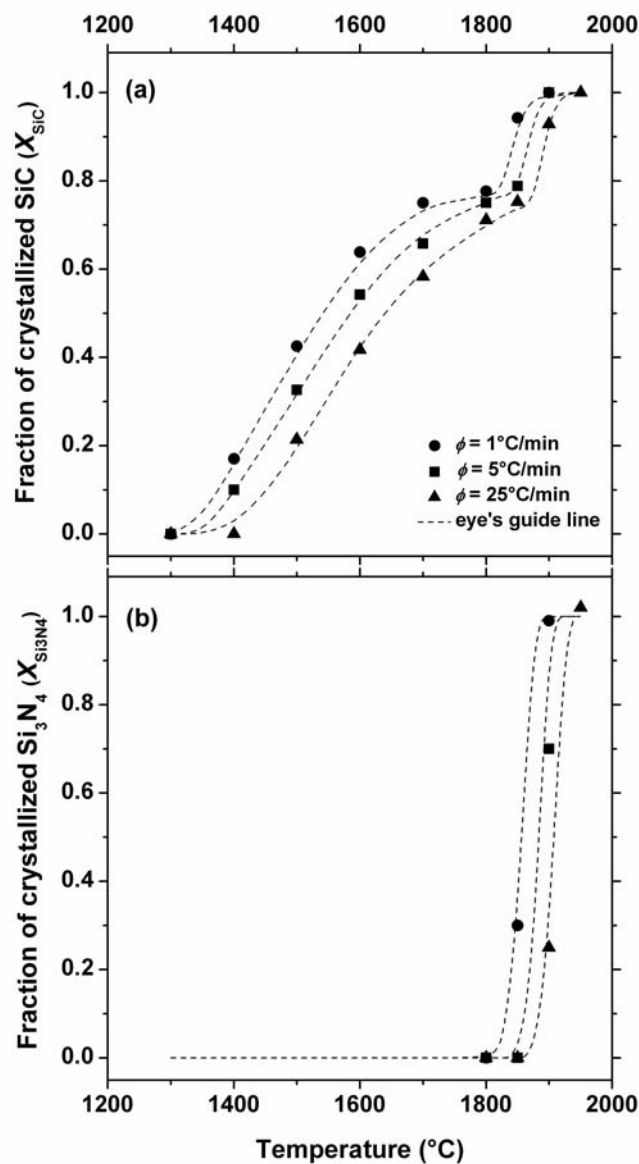 1200 1400 1600 1800 2000
(a)
1.0
0.8
0.6
0.4
0.2
0.0
Fraction of crystallized SiC (X_SiC)
ϕ = 1°C/min
ϕ = 5°C/min
ϕ = 25°C/min
eye's guide line
(b)
1.0
0.8
0.6
0.4
0.2
0.0
Fraction of crystallized Si₃N₄ (X_Si3N4)
1200 1400 1600 1800 2000
Temperature (°C)